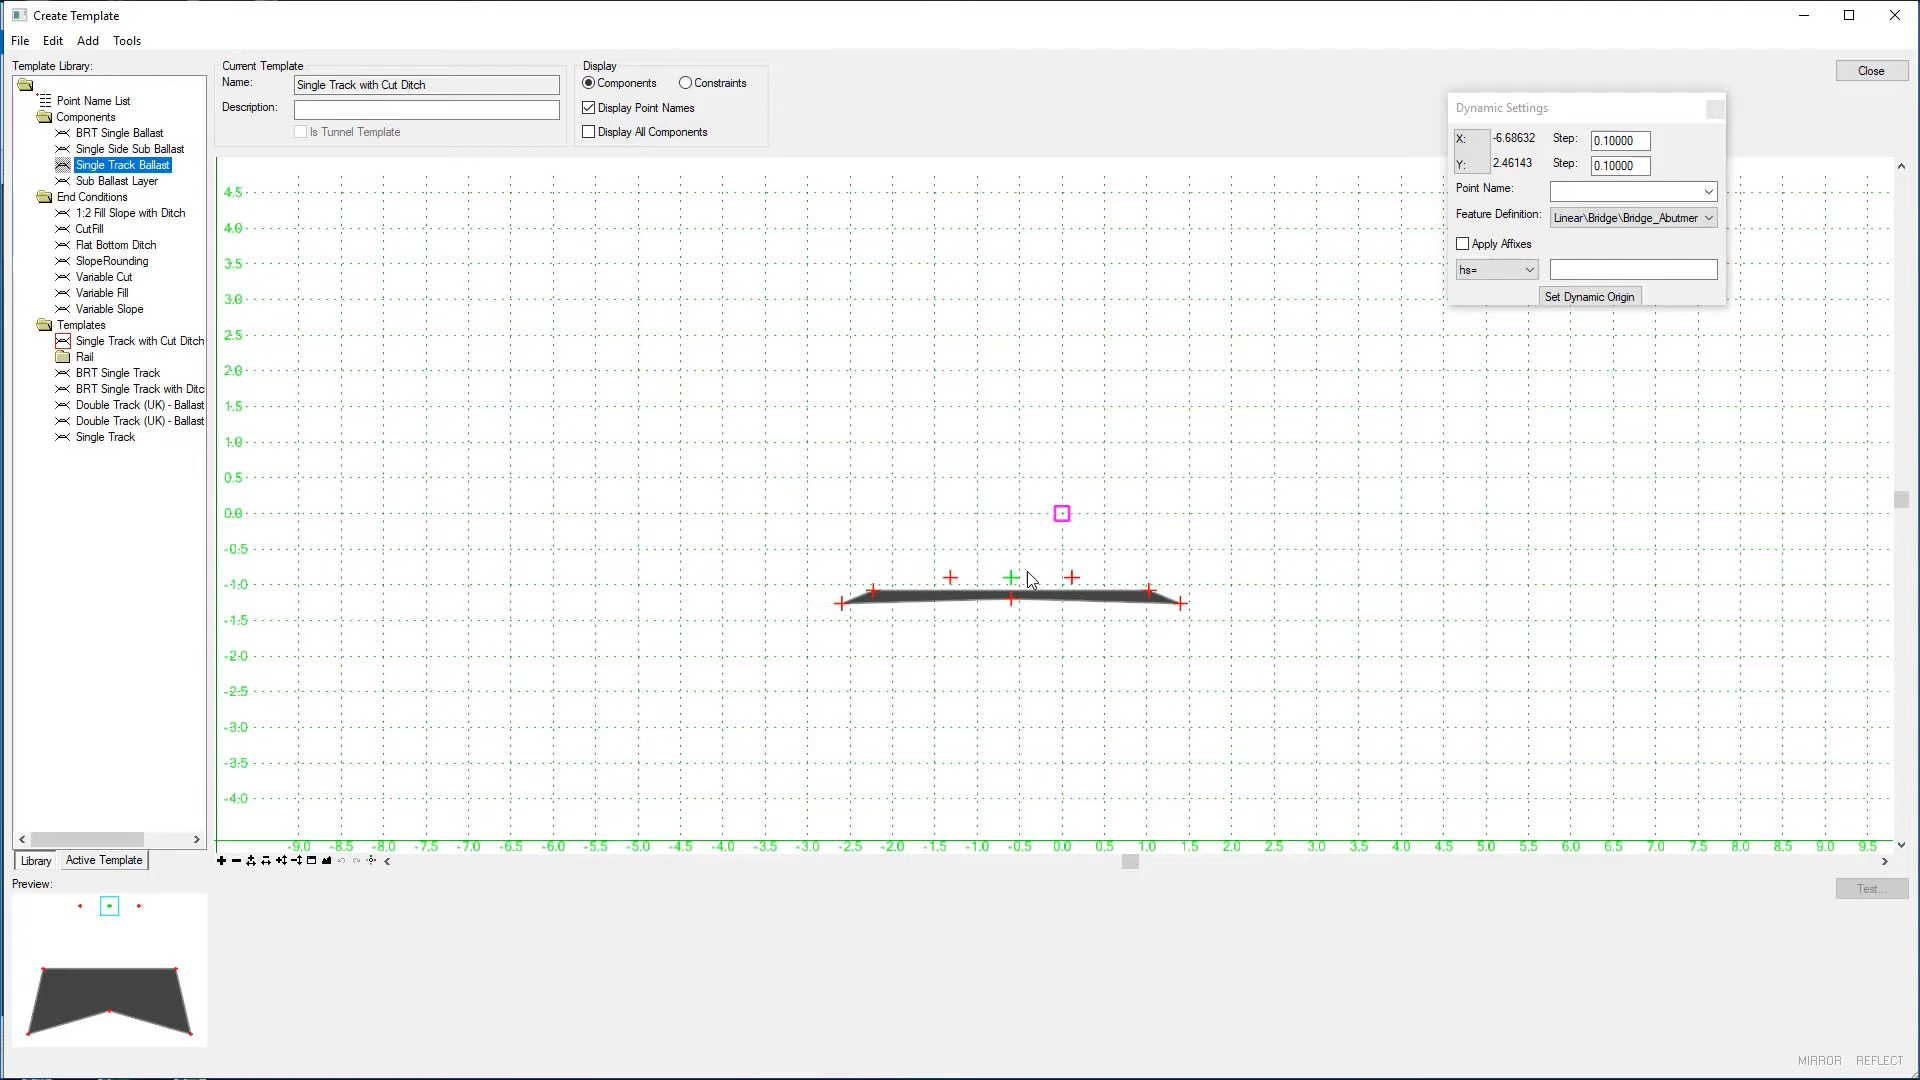 Create Template
File Edit Add Tools
Template Library:
Point Name List
Components
BRT Single Ballast
Single Side Sub Ballast
Single Track Ballast
Sub Ballast Layer
End Conditions
1:2 Fill Slope with Ditch
CutFill
Flat Bottom Ditch
SlopeRounding
Variable Cut
Variable Fill
Variable Slope
Templates
Single Track with Cut Ditch
Rail
BRT Single Track
BRT Single Track with Ditc
Double Track (UK) - Ballast
Double Track (UK) - Ballast
Single Track
Library Active Template
Preview:
Current Template
Name: Single Track with Cut Ditch
Description:
Is Tunnel Template
Display
Components Constraints
Display Point Names
Display All Components
Close
Dynamic Settings
X: -6.68632 Step: 0.10000
Y: 2.46143 Step: 0.10000
Point Name:
Feature Definition: Linear\Bridge\Bridge_Abutmer
Apply Affixes
hs=
Set Dynamic Origin
4.5
4.0
3.5
3.0
2.5
2.0
1.5
1.0
0.5
0.0
-0.5
-1.0
-1.5
-2.0
-2.5
-3.0
-3.5
-4.0
-9.0 -8.5 -8.0 -7.5 -7.0 -6.5 -6.0 -5.5 -5.0 -4.5 -4.0 -3.5 -3.0 -2.5 -2.0 -1.5 -1.0 -0.5 0.0 0.5 1.0 1.5 2.0 2.5 3.0 3.5 4.0 4.5 5.0 5.5 6.0 6.5 7.0 7.5 8.0 8.5 9.0 9.5
Test...
MIRROR REFLECT